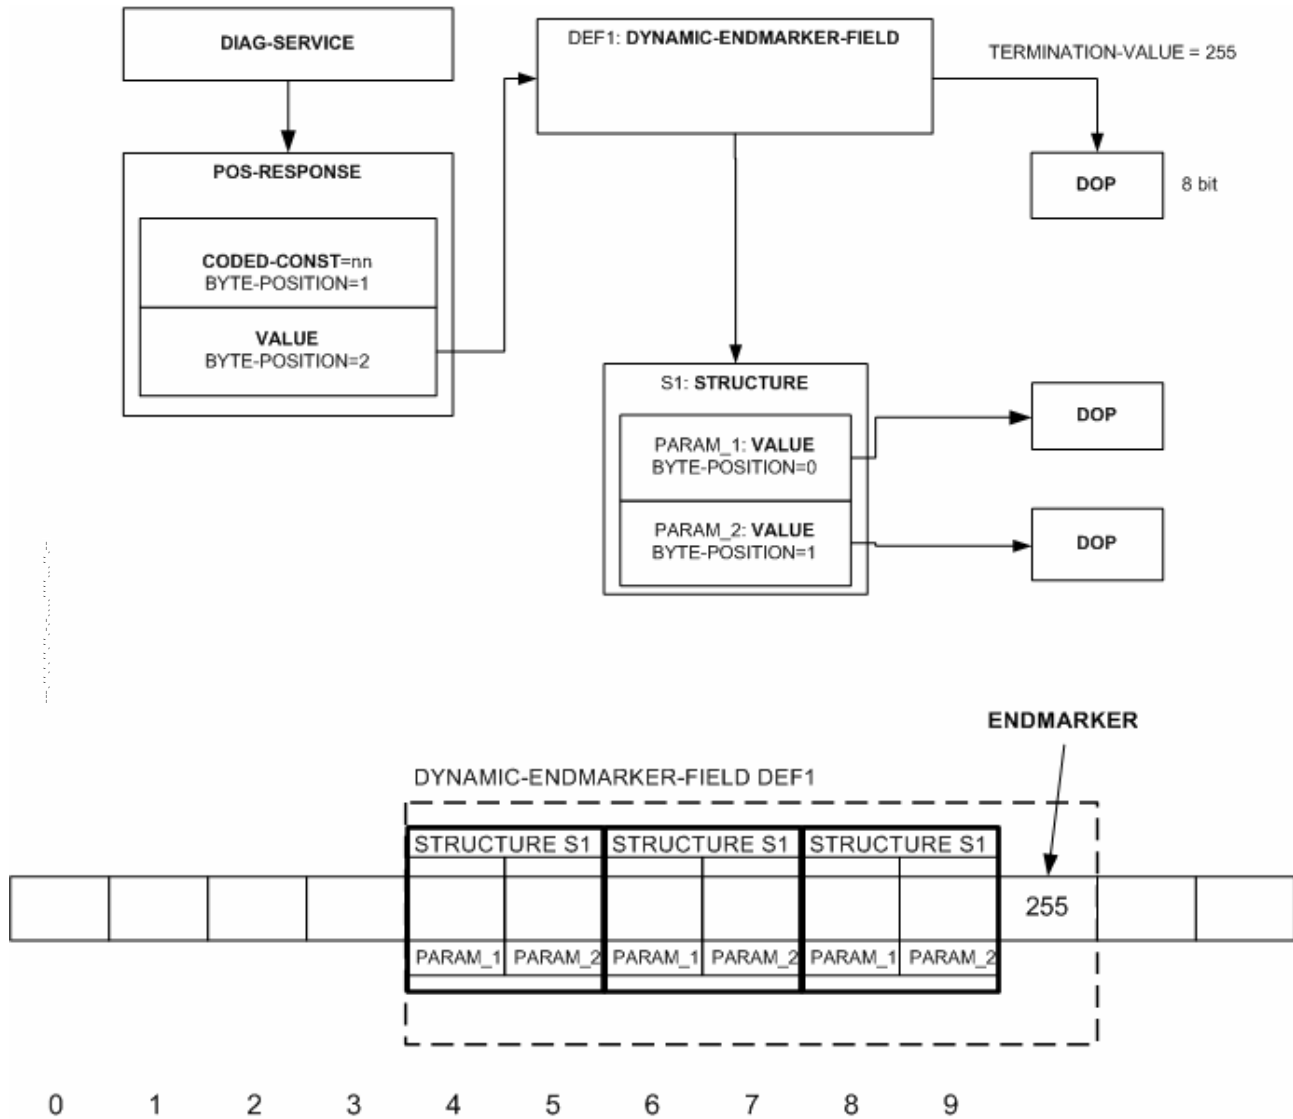 DIAG-SERVICE
DEF1: DYNAMIC-ENDMARKER-FIELD
TERMINATION-VALUE = 255
POS-RESPONSE
DOP
8 bit
CODED-CONST=nn
BYTE-POSITION=1
VALUE
BYTE-POSITION=2
S1: STRUCTURE
PARAM_1: VALUE
BYTE-POSITION=0
DOP
PARAM_2: VALUE
BYTE-POSITION=1
DOP
ENDMARKER
DYNAMIC-ENDMARKER-FIELD DEF1
STRUCTURE S1 STRUCTURE S1 STRUCTURE S1
255
PARAM_1 PARAM_2 PARAM_1 PARAM_2 PARAM_1 PARAM_2
0 1 2 3 4 5 6 7 8 9